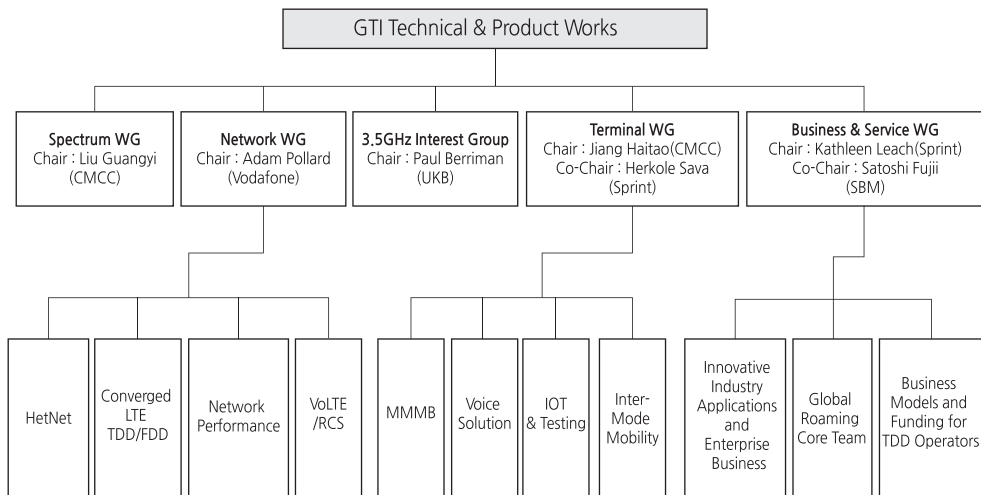 GTI Technical & Product Works
Spectrum WG
Chair : Liu Guangyi
(CMCC)
Network WG
Chair : Adam Pollard
(Vodafone)
3.5GHz Interest Group
Chair : Paul Berriman
(UKB)
Terminal WG
Chair : Jiang Haitao(CMCC)
Co-Chair : Herkole Sava
(Sprint)
Business & Service WG
Chair : Kathleen Leach(Sprint)
Co-Chair : Satoshi Fujii
(SBM)
HetNet
Converged
LTE
TDD/FDD
Network
Performance
VoLTE
/RCS
MMMB
Voice
Solution
IOT
& Testing
Inter-
Mode
Mobility
Innovative
Industry
Applications
and
Enterprise
Business
Global
Roaming
Core Team
Business
Models and
Funding for
TDD Operators